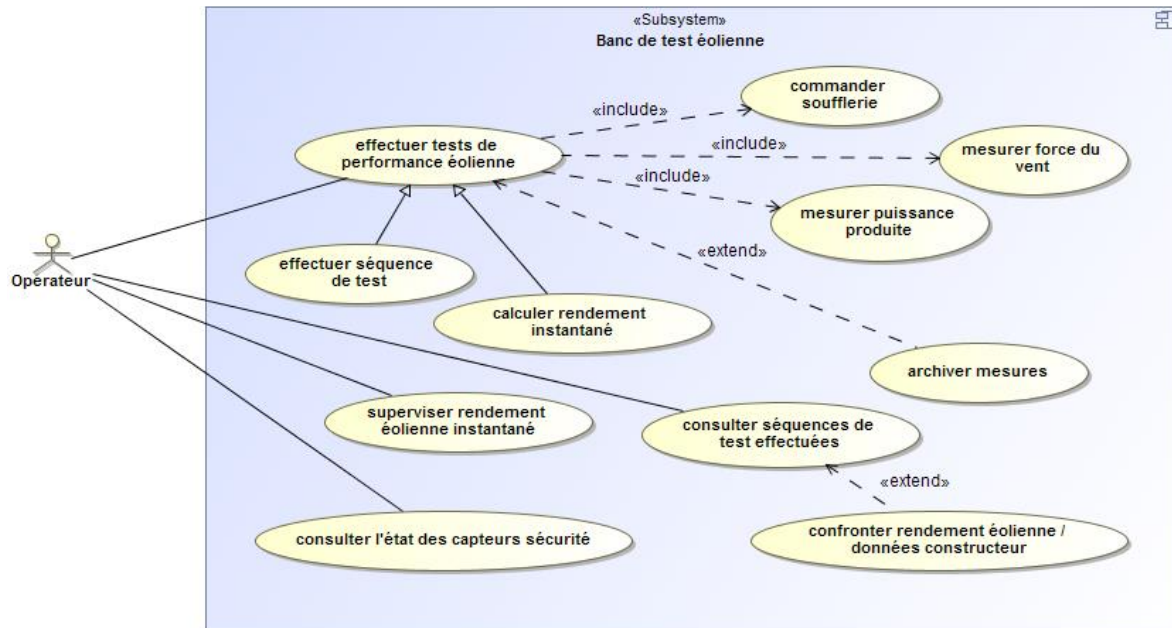 «Subsystem»
Banc de test éolienne
commander
soufflerie
«include»
effectuer tests de
performance éolienne
«include»
mesurer force du
vent
«include»
mesurer puissance
produite
«extend»
Opérateur
effectuer séquence
de test
calculer rendement
instantané
archiver mesures
superviser rendement
éolienne instantané
consulter séquences de
test effectuées
«extend»
consulter l'état des capteurs sécurité
confronter rendement éolienne /
données constructeur